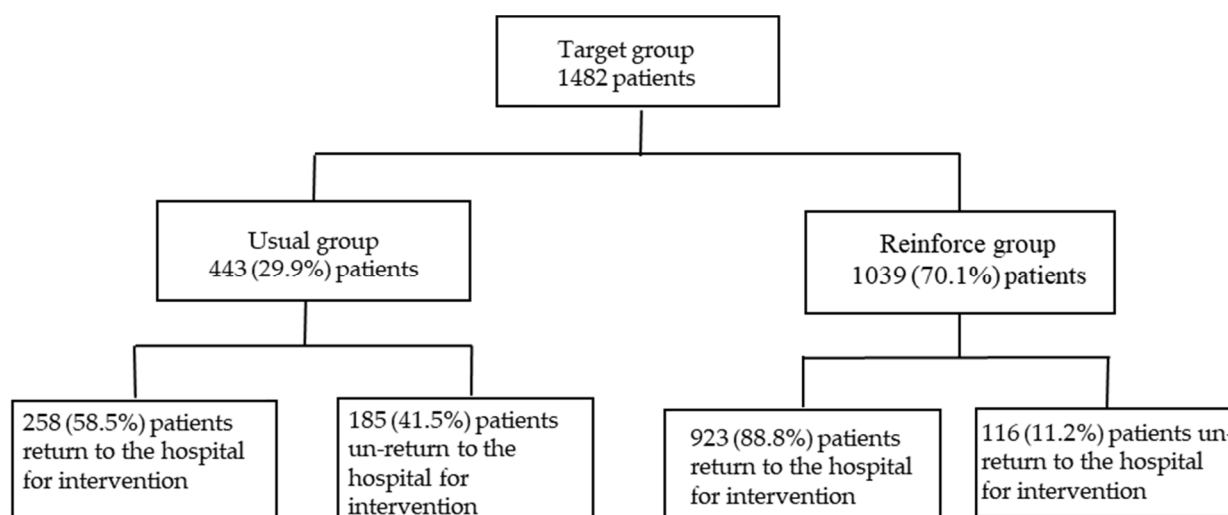 Target group
1482 patients
Usual group
443 (29.9%) patients
Reinforce group
1039 (70.1%) patients
258 (58.5%) patients
return to the hospital
for intervention
185 (41.5%) patients
un-return to the
hospital for
intervention
923 (88.8%) patients
return to the hospital
for intervention
116 (11.2%) patients un-
return to the hospital
for intervention